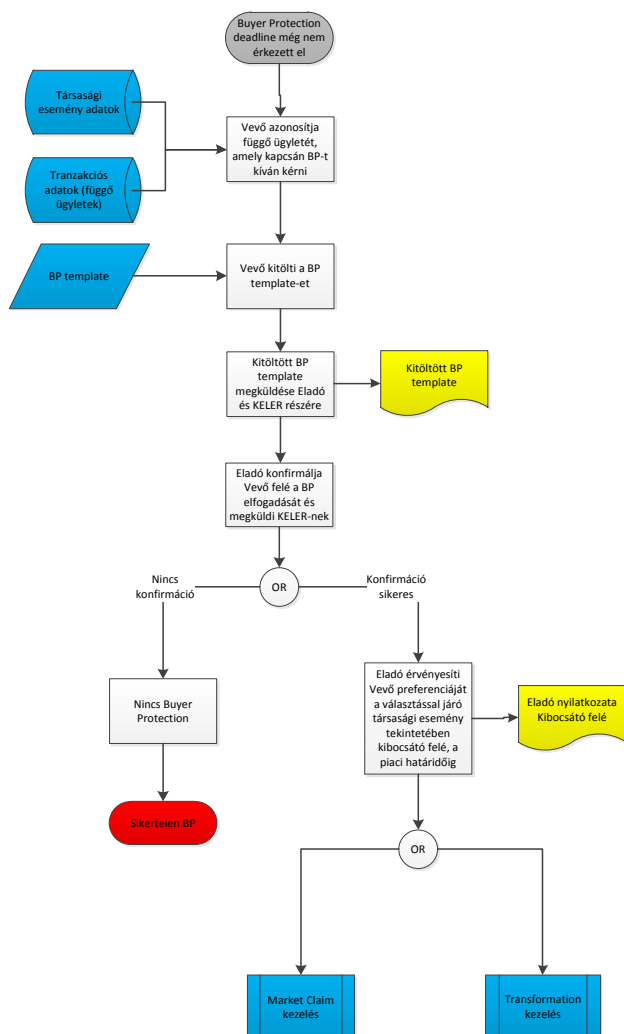 Buyer Protection
deadline még nem
érkezett el
Társasági
esemény adatok
Vevő azonosítja
függő ügyletét,
amely kapcsán BP-t
kíván kérni
Tranzakciós
adatok (függő
ügyletek)
BP template
Vevő kitölti a BP
template-et
Kitöltött BP
template
megküldése Eladó
és KELER részére
Kitöltött BP
template
Eladó konfirmálja
Vevő felé a BP
elfogadását és
megküldi KELER-nek
Nincs
konfirmáció
OR
Konfirmáció
sikeres
Nincs Buyer
Protection
Eladó érvényesíti
Vevő preferenciáját
a választással járó
társasági esemény
tekintetében
kibocsátó felé, a
piaci határidőig
Eladó nyilatkozata
Kibocsátó felé
Sikertelen BP
OR
Market Claim
kezelés
Transformation
kezelés